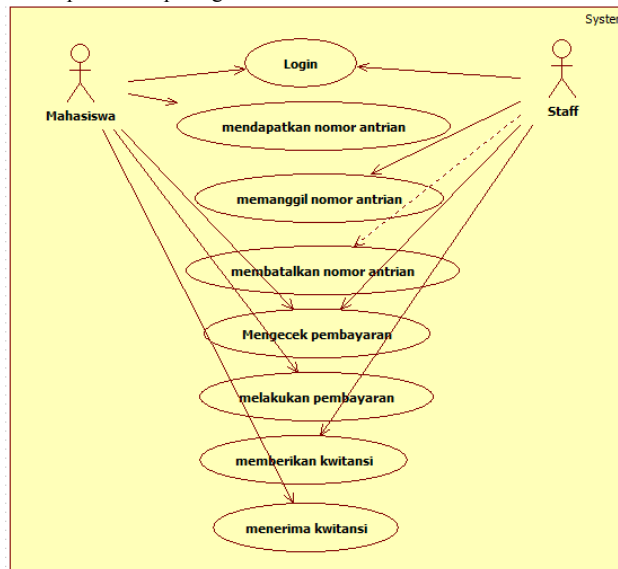 System
Login
Mahasiswa
Staff
mendapatkan nomor antrian
memanggil nomor antrian
membatalkan nomor antrian
Mengecek pembayaran
melakukan pembayaran
memberikan kwitansi
menerima kwitansi